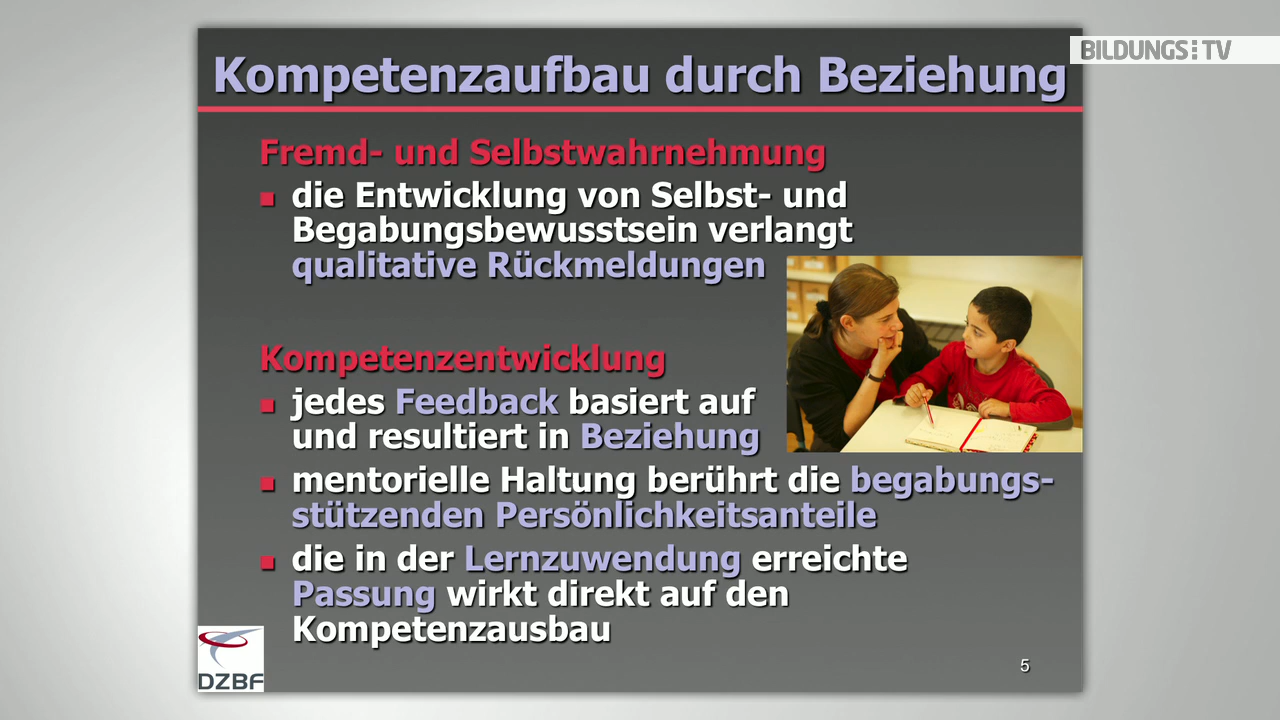 BILDUNGS:TV
Kompetenzaufbau durch Beziehung
Fremd- und Selbstwahrnehmung
die Entwicklung von Selbst- und
Begabungsbewusstsein verlangt
qualitative Rückmeldungen
Kompetenzentwicklung
jedes Feedback basiert auf
und resultiert in Beziehung
mentorielle Haltung berührt die begabungs-
stützenden Persönlichkeitsanteile
die in der Lernzuwendung erreichte
Passung wirkt direkt auf den
Kompetenzausbau
DZBF
5